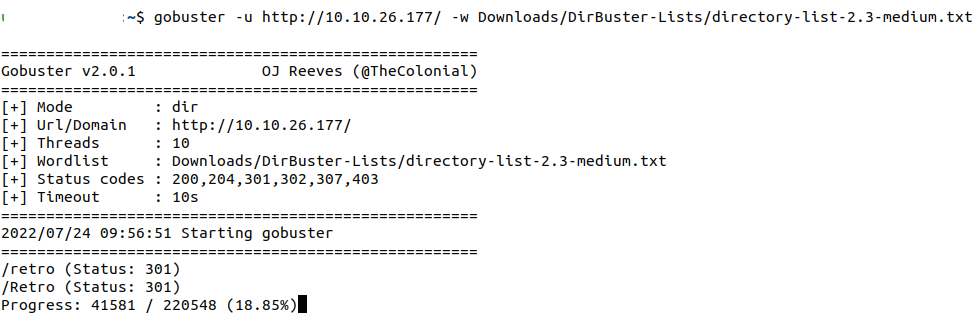 u :~$ gobuster -u http://10.10.26.177/ -w Downloads/DirBuster-Lists/directory-list-2.3-medium.txt
=====================================================
Gobuster v2.0.1              OJ Reeves (@TheColonial)
=====================================================
[+] Mode         : dir
[+] Url/Domain   : http://10.10.26.177/
[+] Threads      : 10
[+] Wordlist     : Downloads/DirBuster-Lists/directory-list-2.3-medium.txt
[+] Status codes : 200,204,301,302,307,403
[+] Timeout      : 10s
=====================================================
2022/07/24 09:56:51 Starting gobuster
=====================================================
/retro (Status: 301)
/Retro (Status: 301)
Progress: 41581 / 220548 (18.85%)